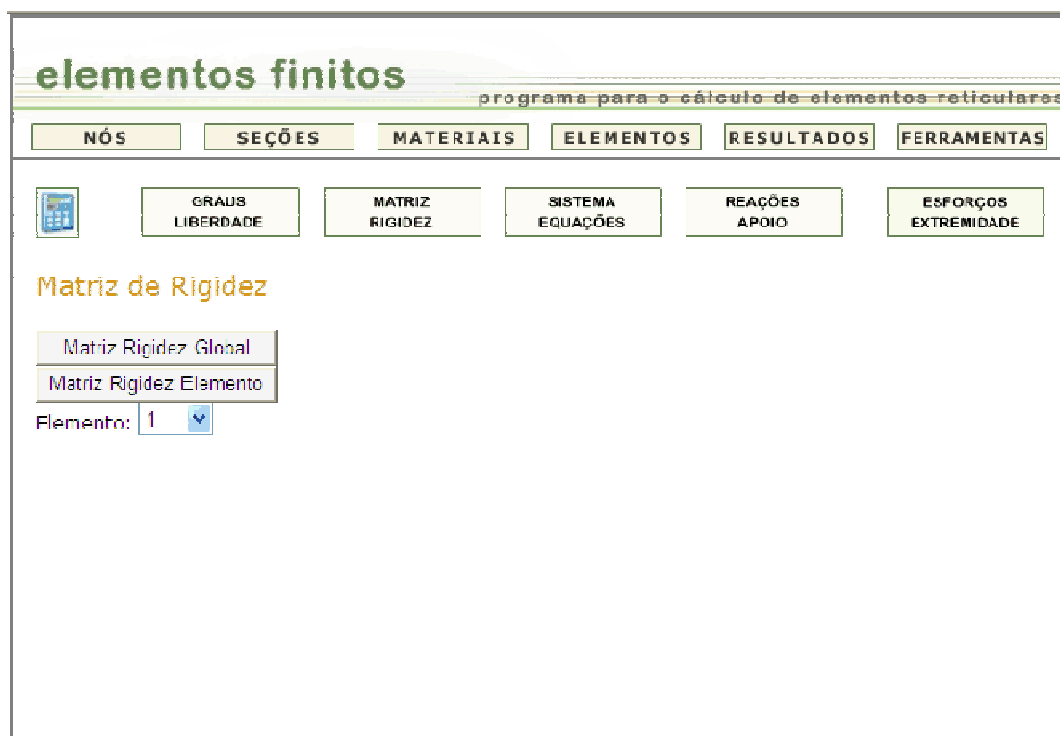 elementos finitos
programa para o cálculo de elementos reticulares
NÓS SEÇÕES MATERIAIS ELEMENTOS RESULTADOS FERRAMENTAS
GRAUS LIBERDADE
MATRIZ RIGIDEZ
SISTEMA EQUAÇÕES
REAÇÕES APOIO
ESFORÇOS EXTREMIDADE
Matriz de Rigidez
Matriz Rigidez Global
Matriz Rigidez Elemento
Elemento: 1